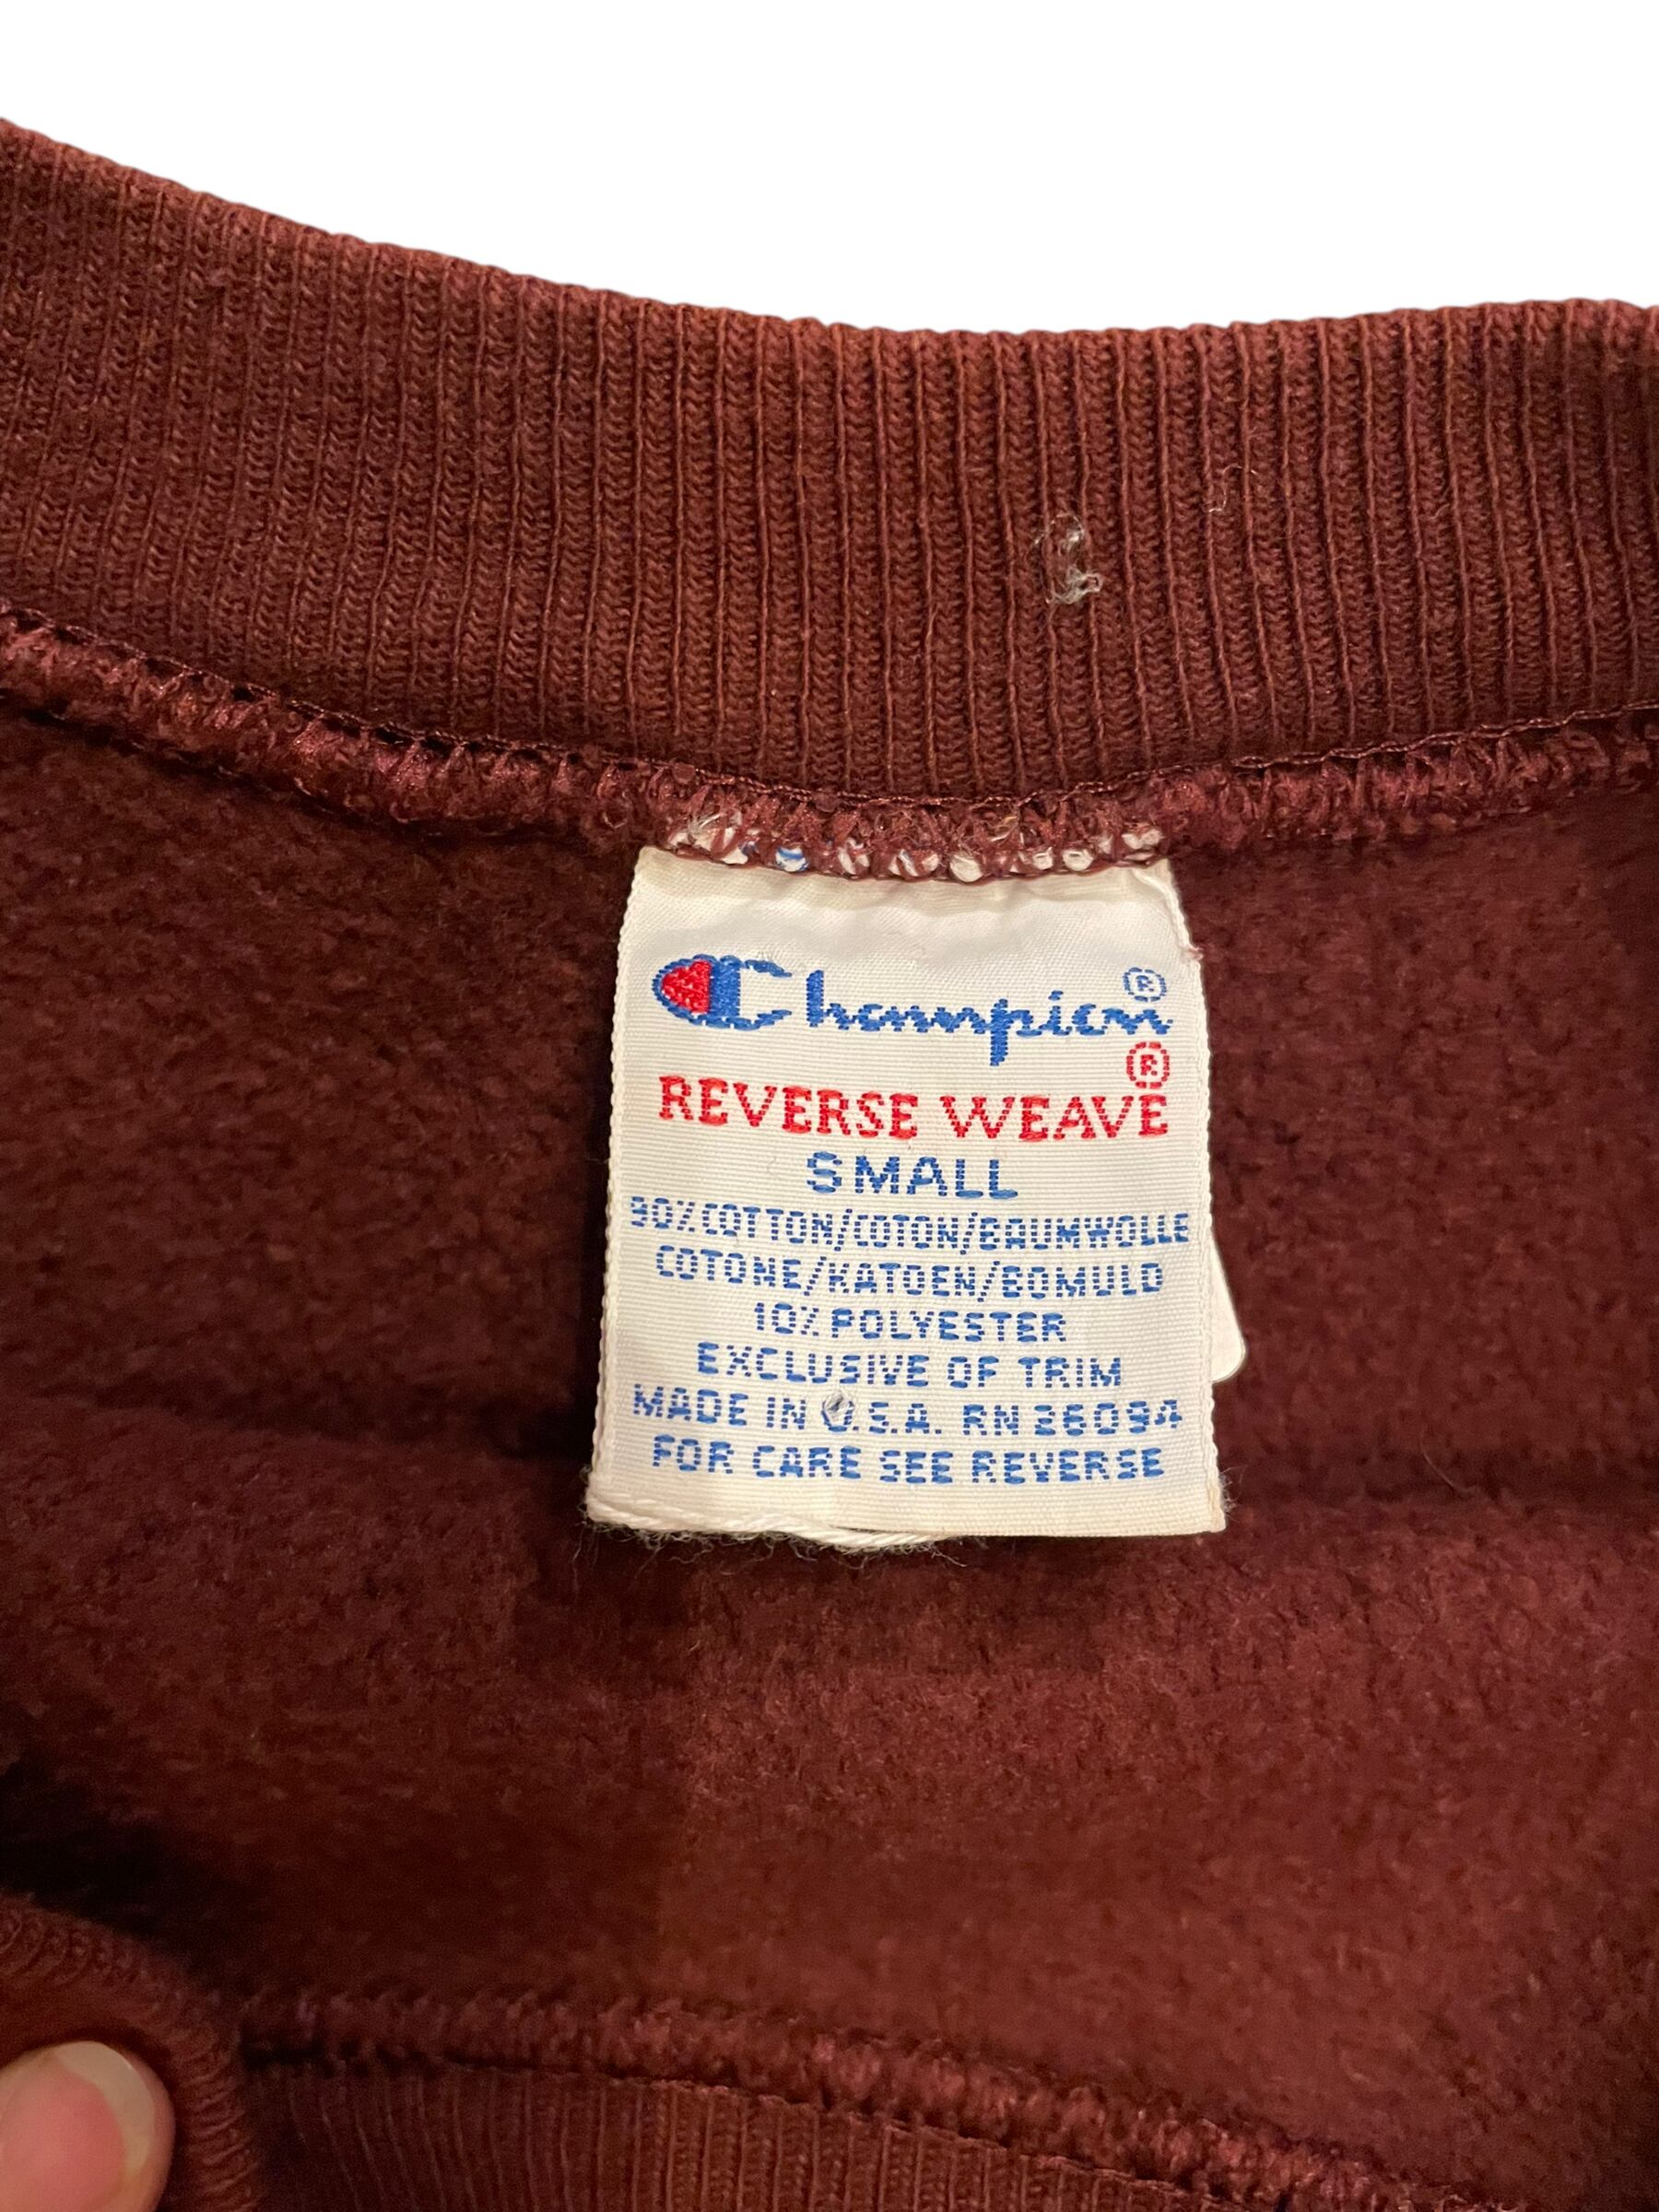 Champion®
REVERSE WEAVE®
SMALL
90% COTTON/COTON/BAUMWOLLE
COTONE/KATOEN/BOMULD
10% POLYESTER
EXCLUSIVE OF TRIM
MADE IN U.S.A. RN 26094
FOR CARE SEE REVERSE